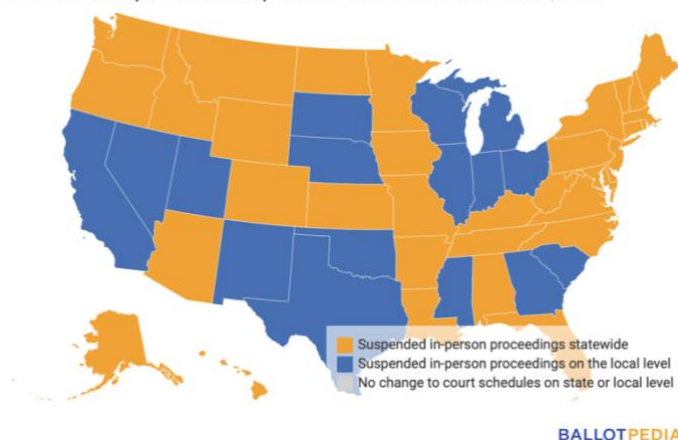 Suspended in-person proceedings statewide
Suspended in-person proceedings on the local level
No change to court schedules on state or local level
BALLOTPEDIA